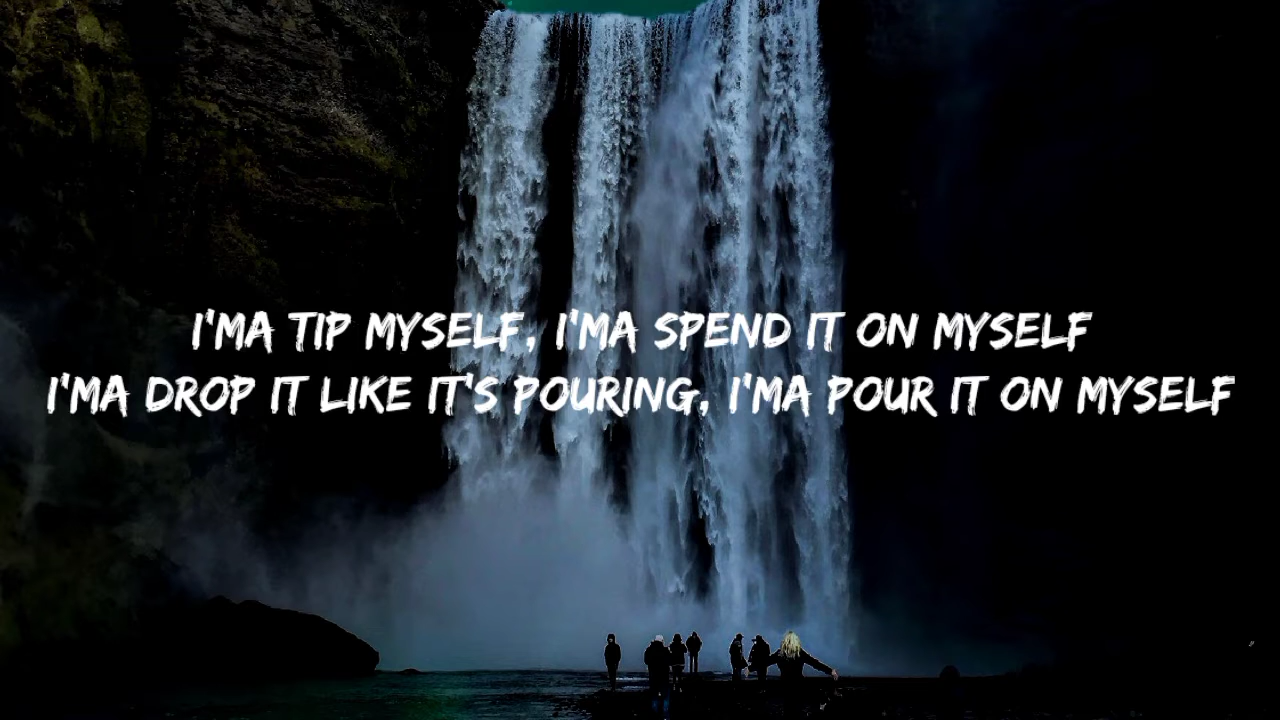 I'MA TIP MYSELF, I'MA SPEND IT ON MYSELF
I'MA DROP IT LIKE IT'S POURING, I'MA POUR IT ON MYSELF